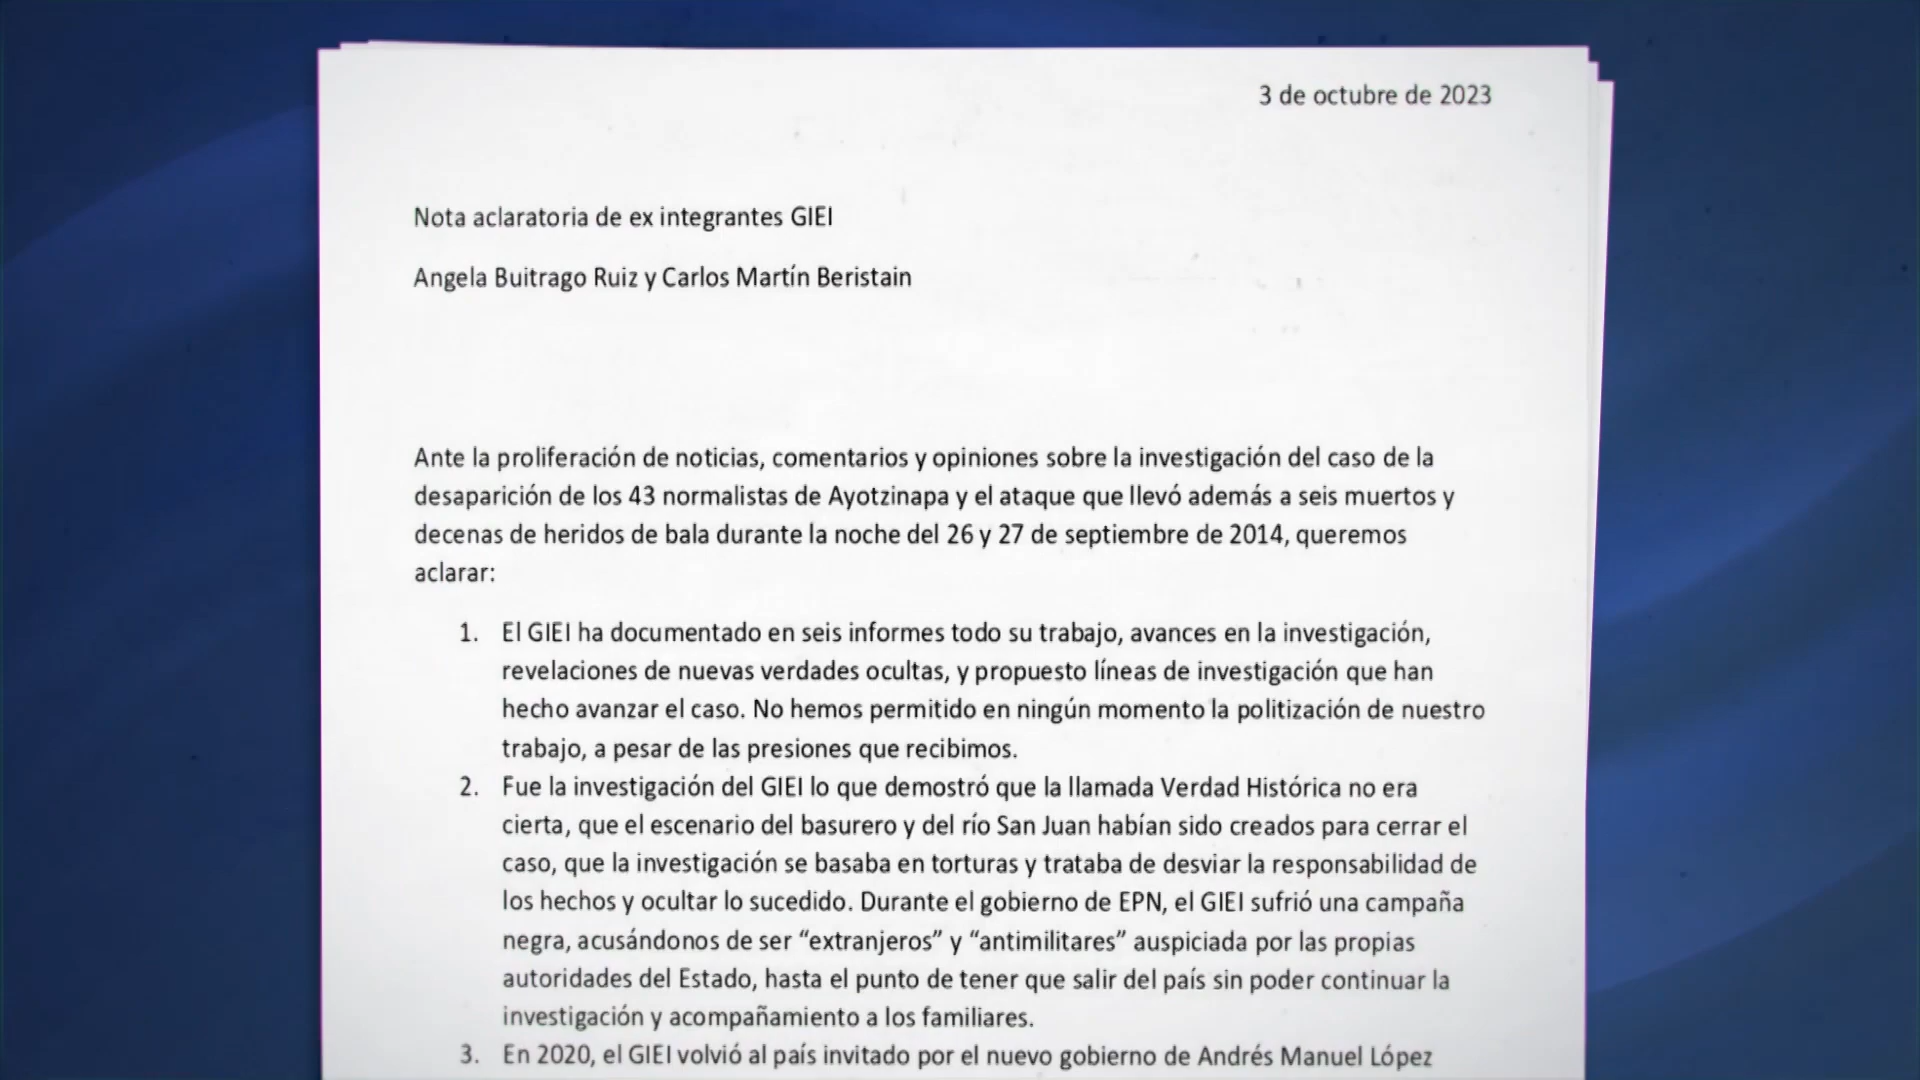 3 de octubre de 2023
Nota aclaratoria de ex integrantes GIEI
Angela Buitrago Ruiz y Carlos Martín Beristain
Ante la proliferación de noticias, comentarios y opiniones sobre la investigación del caso de la
desaparición de los 43 normalistas de Ayotzinapa y el ataque que llevó además a seis muertos y
decenas de heridos de bala durante la noche del 26 y 27 de septiembre de 2014, queremos
aclarar:
1. El GIEI ha documentado en seis informes todo su trabajo, avances en la investigación,
revelaciones de nuevas verdades ocultas, y propuesto líneas de investigación que han
hecho avanzar el caso. No hemos permitido en ningún momento la politización de nuestro
trabajo, a pesar de las presiones que recibimos.
2. Fue la investigación del GIEI lo que demostró que la llamada Verdad Histórica no era
cierta, que el escenario del basurero y del río San Juan habían sido creados para cerrar el
caso, que la investigación se basaba en torturas y trataba de desviar la responsabilidad de
los hechos y ocultar lo sucedido. Durante el gobierno de EPN, el GIEI sufrió una campaña
negra, acusándonos de ser “extranjeros” y “antimilitares” auspiciada por las propias
autoridades del Estado, hasta el punto de tener que salir del país sin poder continuar la
investigación y acompañamiento a los familiares.
3. En 2020, el GIEI volvió al país invitado por el nuevo gobierno de Andrés Manuel López